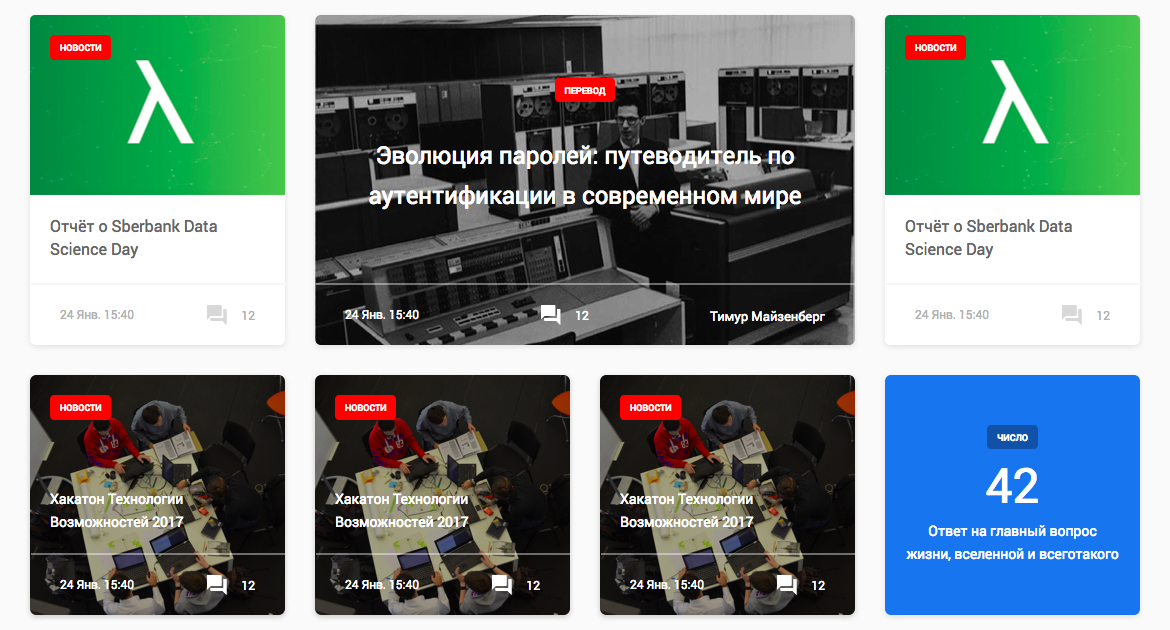 НОВОСТИ
λ
Отчёт о Sberbank Data
Science Day
24 Янв. 15:40
12
ПЕРЕВОД
Эволюция паролей: путеводитель по
аутентификации в современном мире
24 Янв. 15:40
12
Тимур Майзенберг
НОВОСТИ
λ
Отчёт о Sberbank Data
Science Day
24 Янв. 15:40
12
НОВОСТИ
Хакатон Технологии
Возможностей 2017
24 Янв. 15:40
12
НОВОСТИ
Хакатон Технологии
Возможностей 2017
24 Янв. 15:40
12
НОВОСТИ
Хакатон Технологии
Возможностей 2017
24 Янв. 15:40
12
ЧИСЛО
42
Ответ на главный вопрос
жизни, вселенной и всеготакого